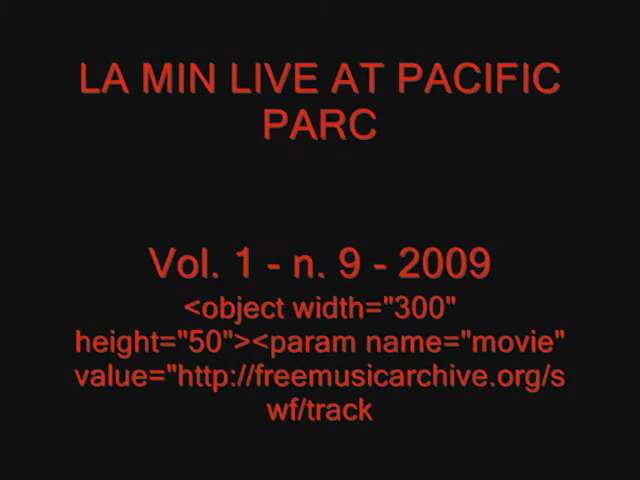 LA MIN LIVE AT PACIFIC
PARC
Vol. 1 - n. 9 - 2009
<object width="300"
height="50"><param name="movie"
value="http://freemusicarchive.org/s
wf/track